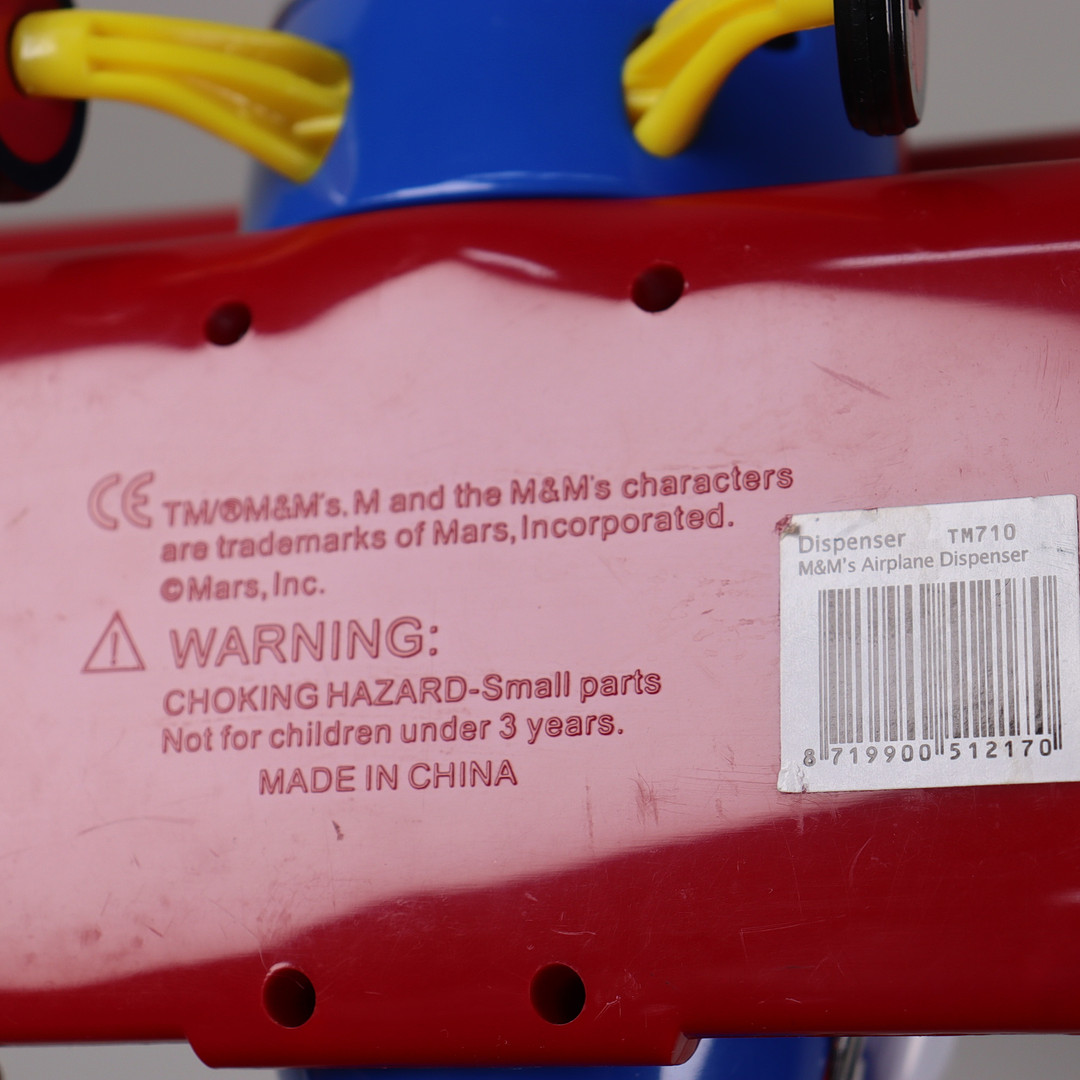 CE TM/®M&M's. M and the M&M's characters
are trademarks of Mars, Incorporated.
©Mars, Inc.
WARNING:
CHOKING HAZARD-Small parts
Not for children under 3 years.
MADE IN CHINA
Dispenser TM710
M&M's Airplane Dispenser
8 719900 512170